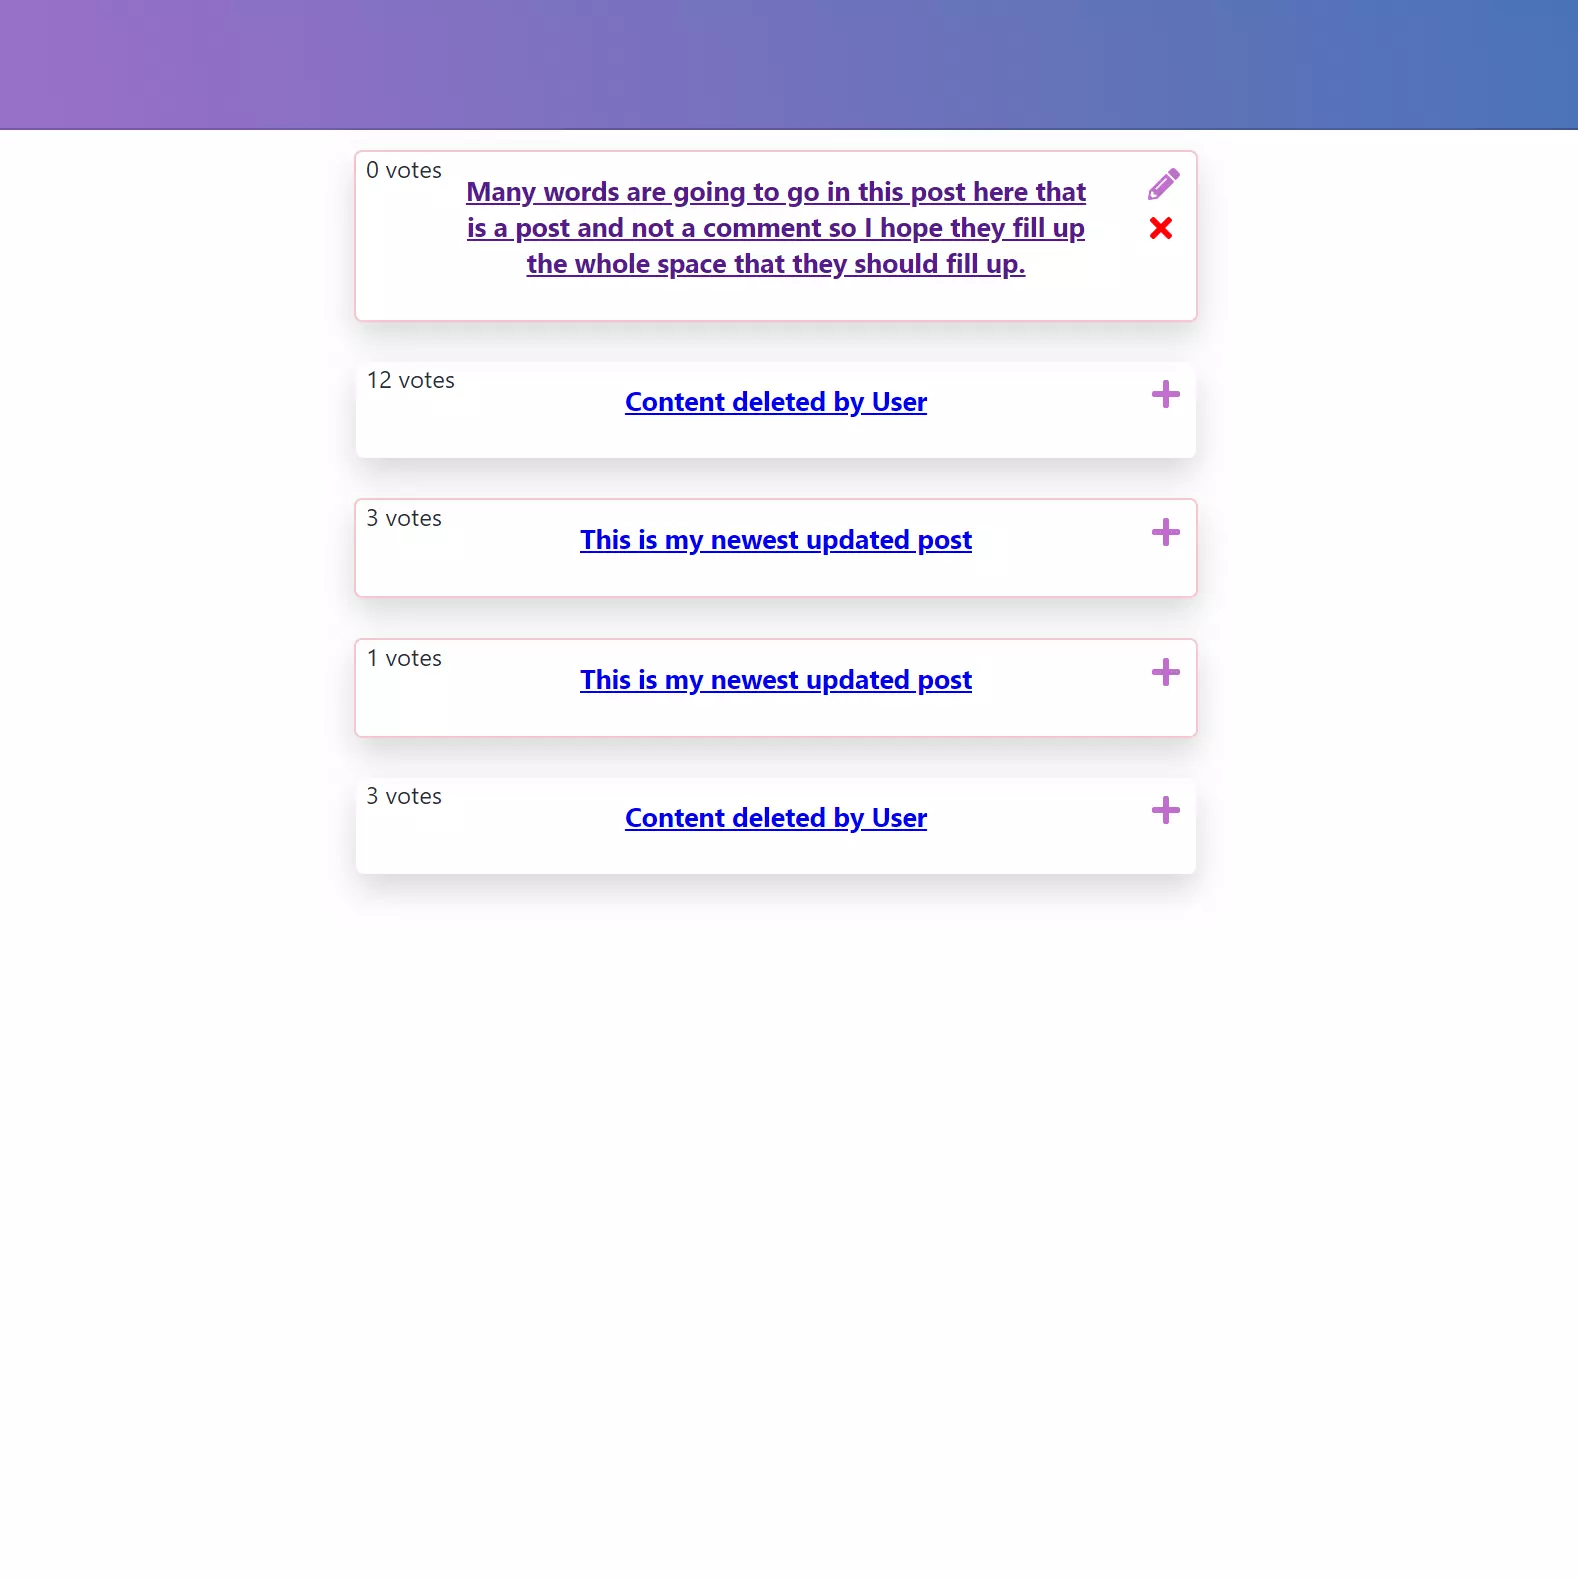 0 votes
Many words are going to go in this post here that
is a post and not a comment so I hope they fill up
the whole space that they should fill up.
12 votes
Content deleted by User
3 votes
This is my newest updated post
1 votes
This is my newest updated post
3 votes
Content deleted by User